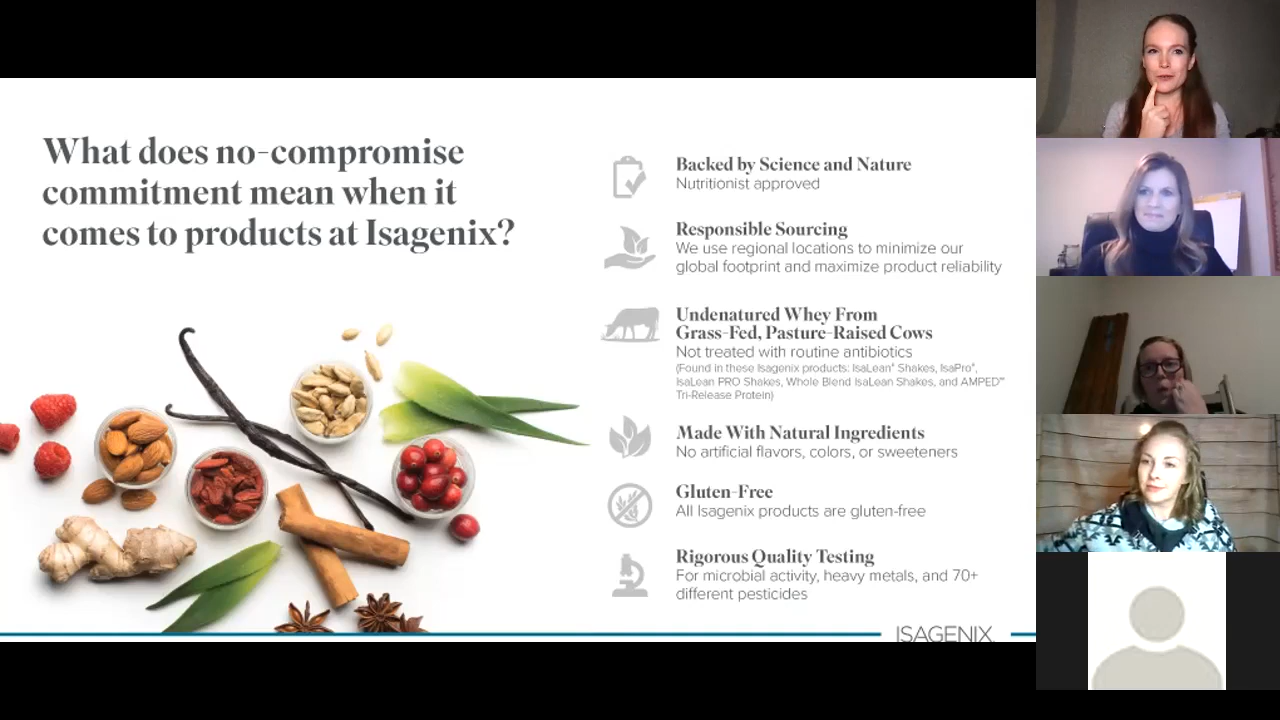 What does no-compromise
commitment mean when it
comes to products at Isagenix?
Backed by Science and Nature
Nutritionist approved
Responsible Sourcing
We use regional locations to minimize our
global footprint and maximize product reliability
Undenatured Whey From
Grass-Fed, Pasture-Raised Cows
Not treated with routine antibiotics
(Found in these Isagenix products: IsaLean® Shakes, IsaPro®,
IsaLean PRO Shakes, Whole Blend IsaLean Shakes, and AMPED™
Tri-Release Protein)
Made With Natural Ingredients
No artificial flavors, colors, or sweeteners
Gluten-Free
All Isagenix products are gluten-free
Rigorous Quality Testing
For microbial activity, heavy metals, and 70+
different pesticides
ISAGENIX